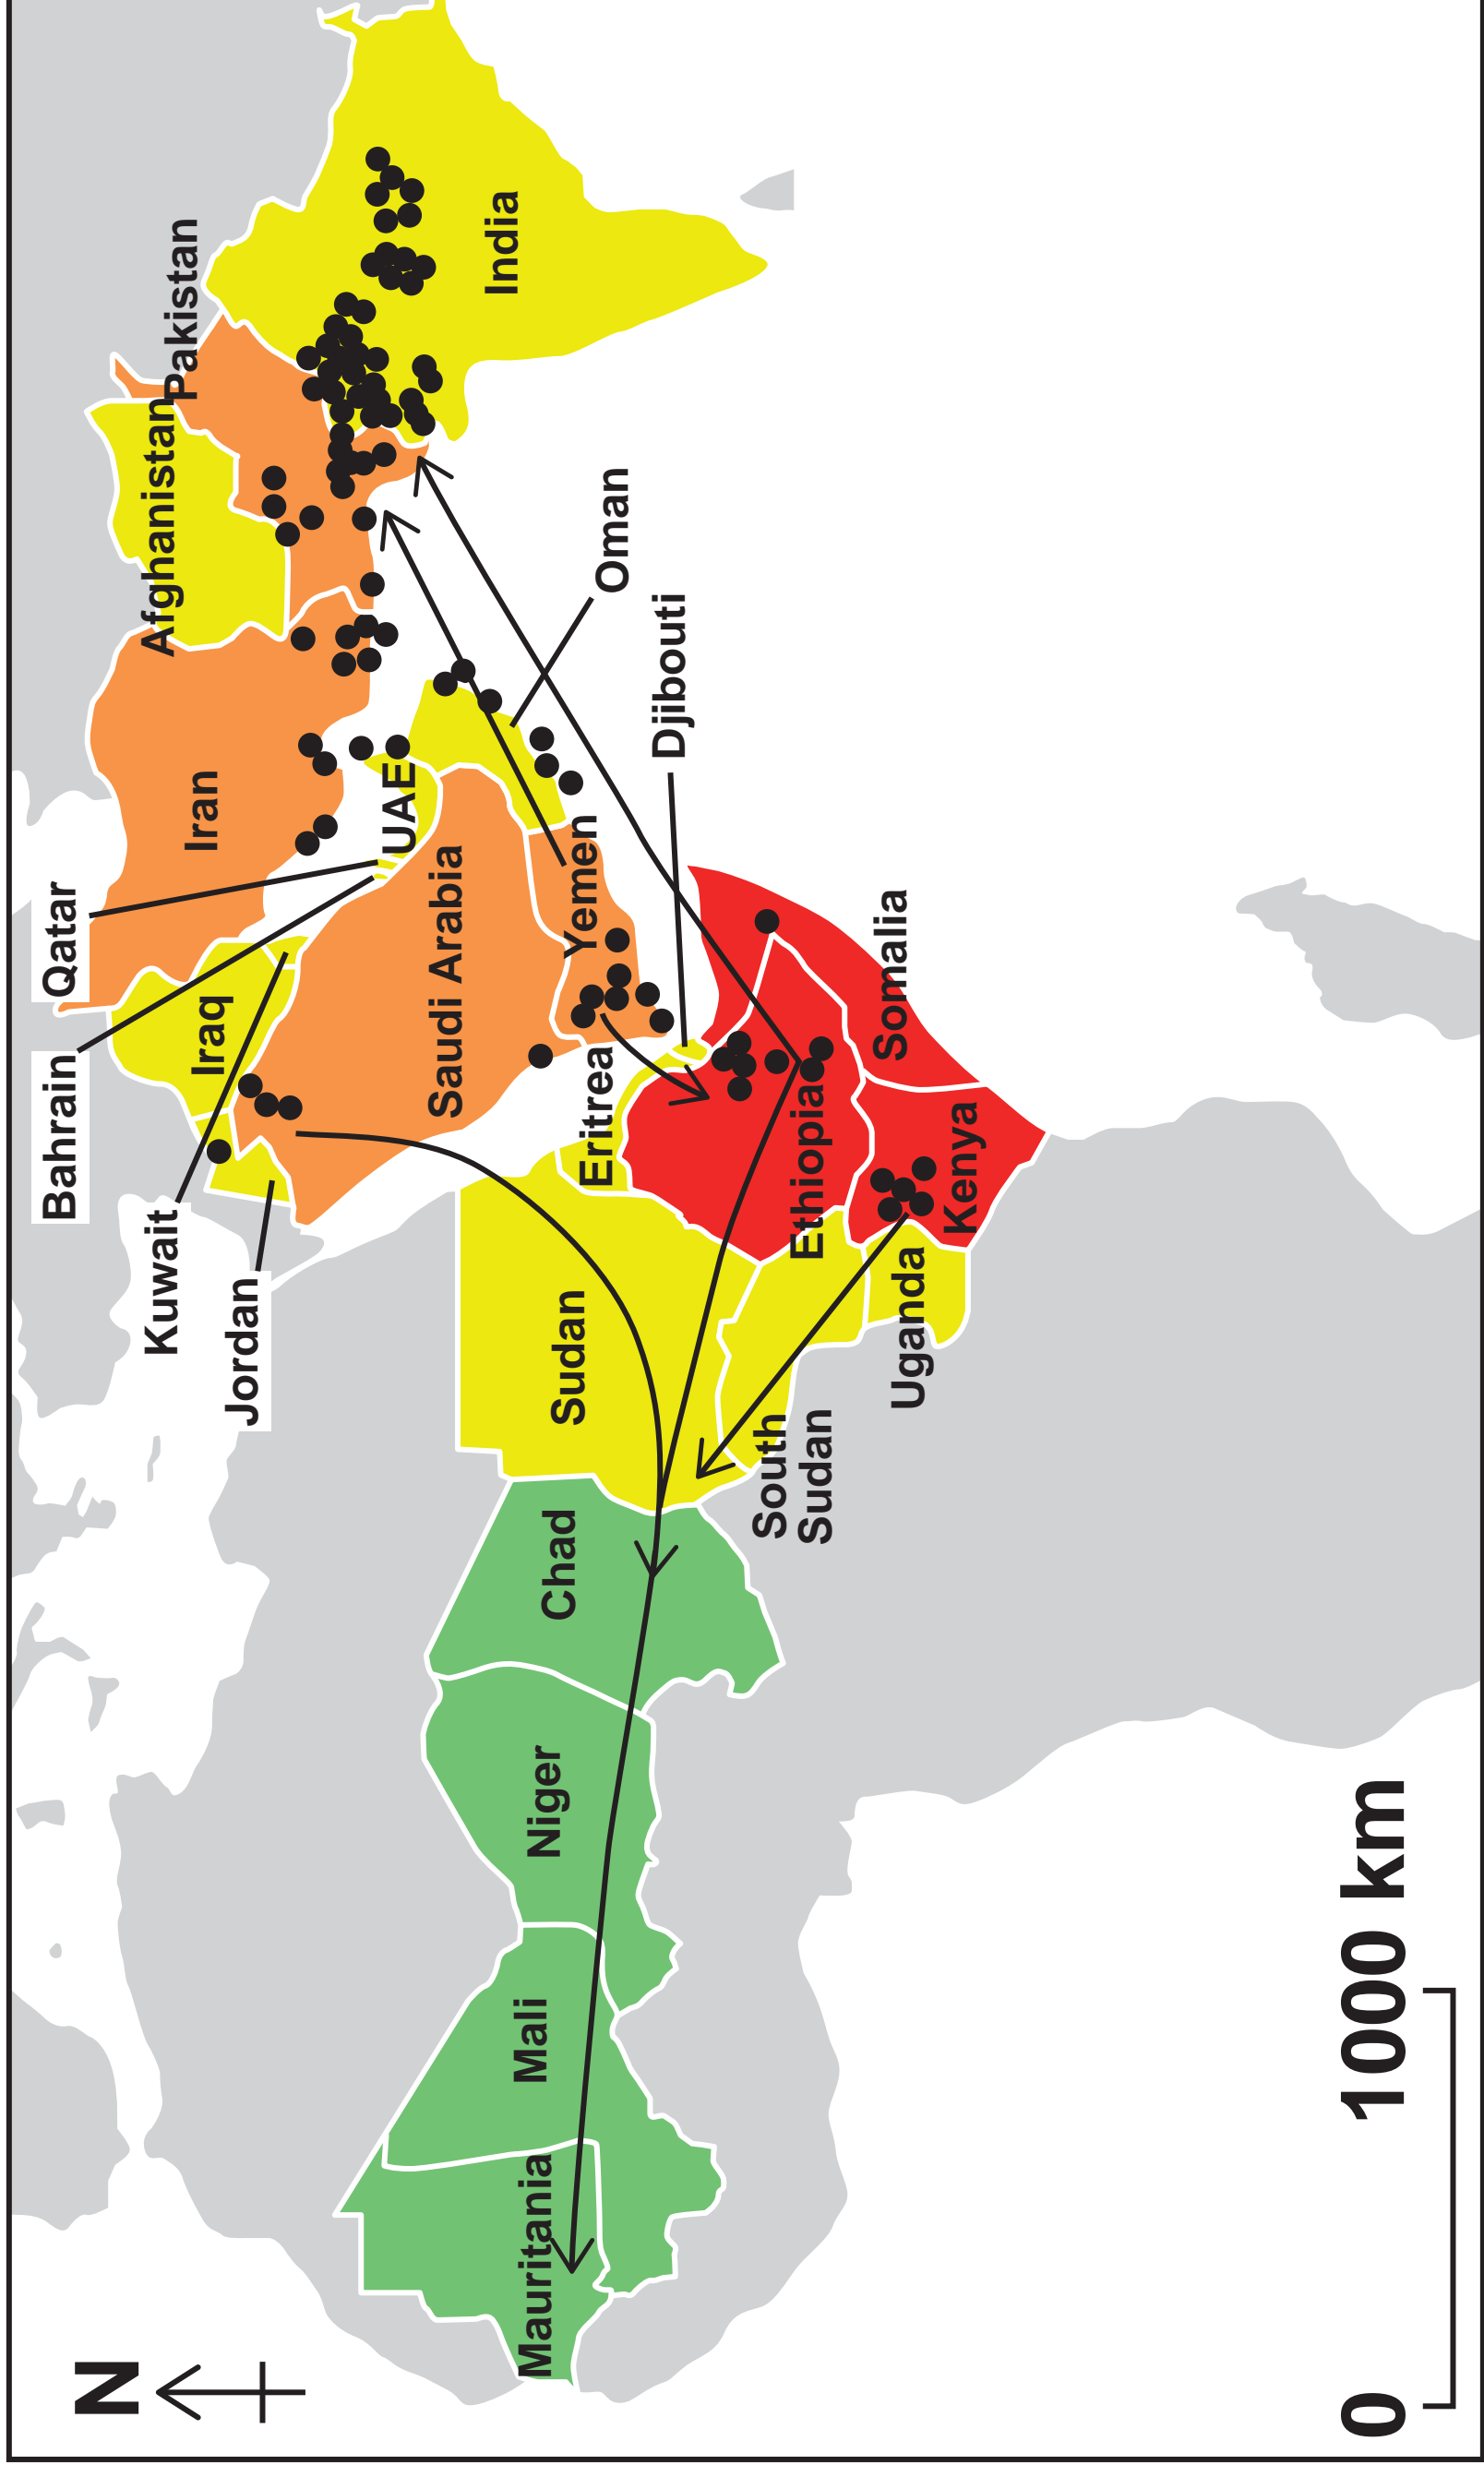 N
Mauritania
Mali
Niger
Chad
Sudan
South
Sudan
Uganda
Kenya
Ethiopia
Eritrea
Djibouti
Somalia
Jordan
Kuwait
Bahrain
Qatar
Iraq
Saudi Arabia
Yemen
UAE
Oman
Iran
Afghanistan
Pakistan
India
0
1000 km